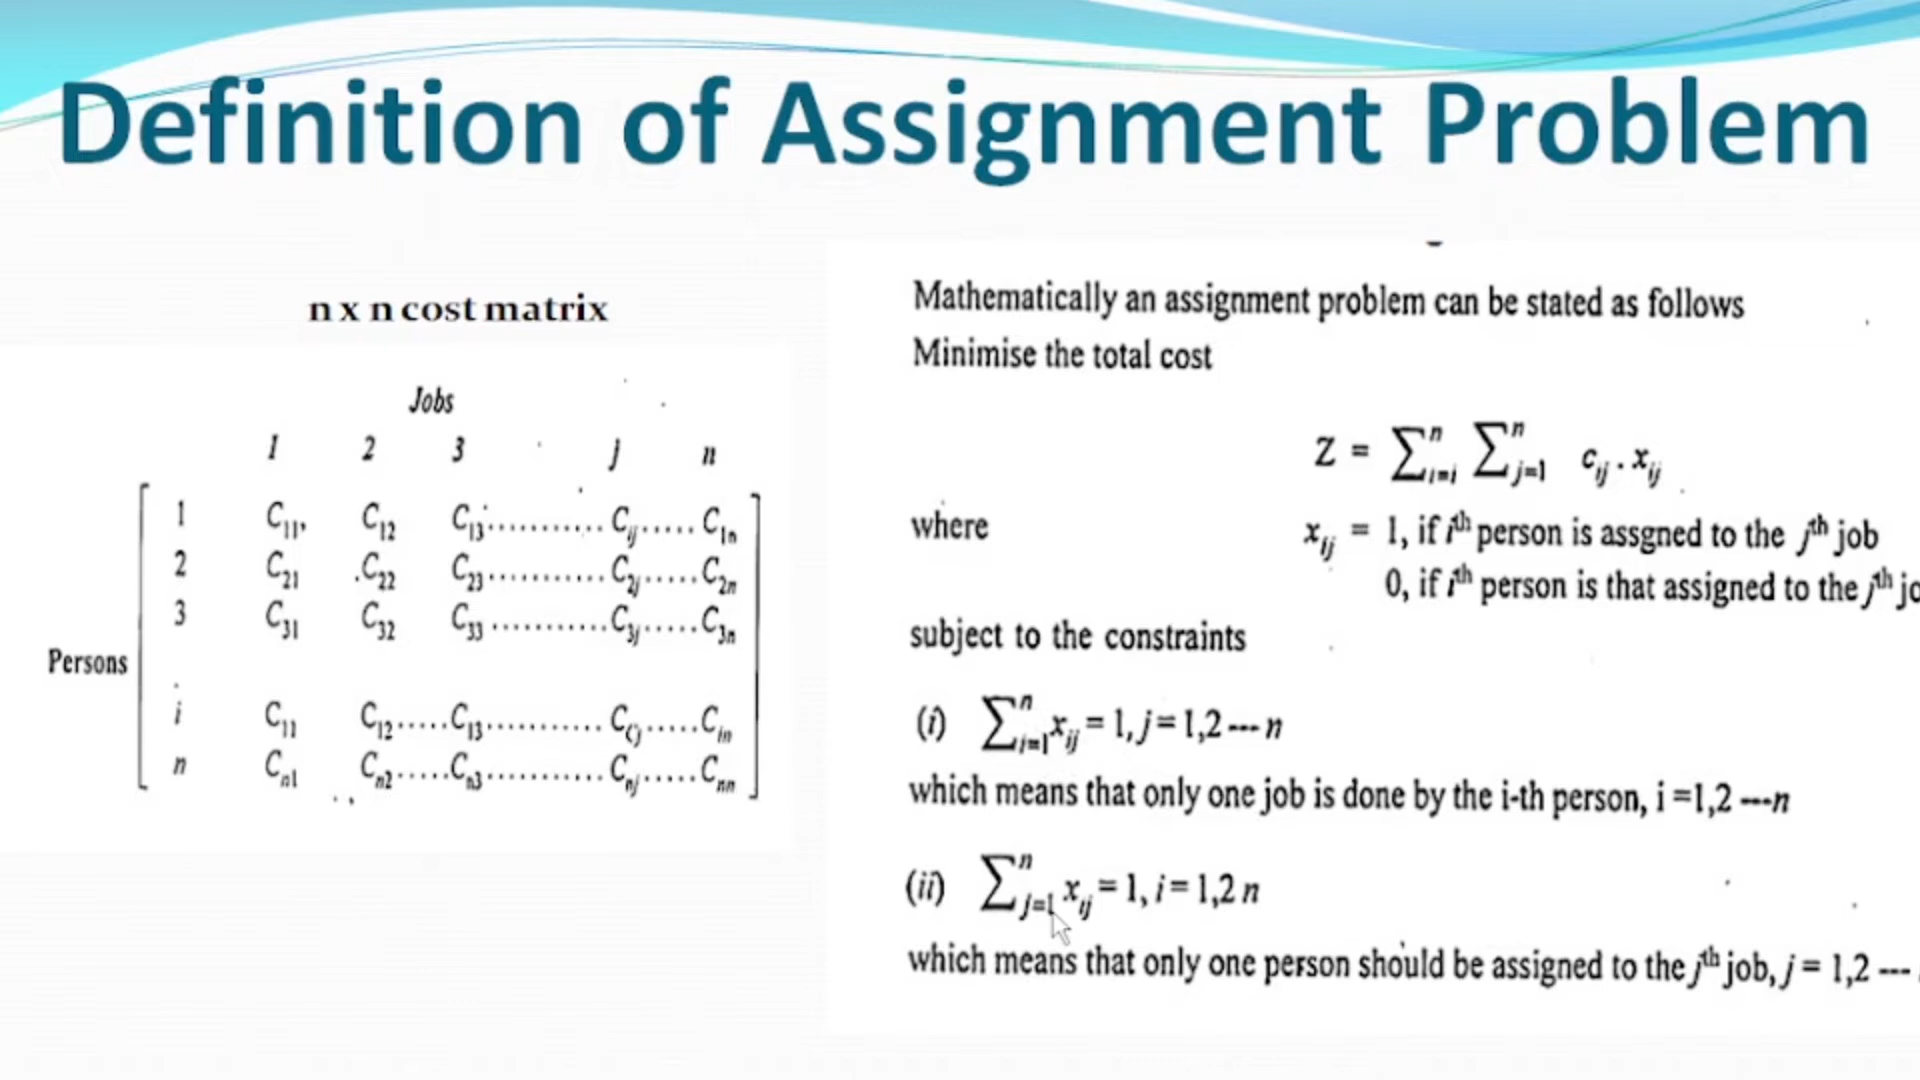 Definition of Assignment Problem
n x n cost matrix
Jobs
1 2 3 j n
1 C11, C12 C13........... Cij..... C1n
2 C21 .C22 C23........... C2j..... C2n
3 C31 C32 C33 ...........C3j.....C3n
Persons
i C11 C12.....C13........... C().....Cin
n Cn1 Cn2.....Cn3........... Cnj.....Cnn
Mathematically an assignment problem can be stated as follows
Minimise the total cost
Z = ∑ⁿi=i ∑ⁿj=1 cij . xij
where xij = 1, if ith person is assgned to the jth job
0, if ith person is that assigned to the jth jo
subject to the constraints
(i) ∑ⁿi=1 xij = 1, j = 1,2 --- n
which means that only one job is done by the i-th person, i =1,2 ---n
(ii) ∑ⁿj=1 xij = 1, i = 1,2 n
which means that only one person should be assigned to the jth job, j = 1,2 ---